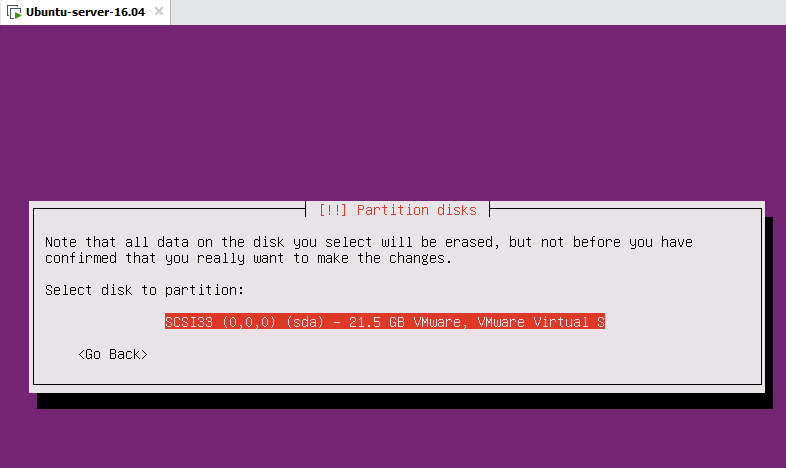 Ubuntu-server-16.04
[!!] Partition disks
Note that all data on the disk you select will be erased, but not before you have
confirmed that you really want to make the changes.
Select disk to partition:
SCSI33 (0,0,0) (sda) - 21.5 GB VMware, VMware Virtual S
<Go Back>